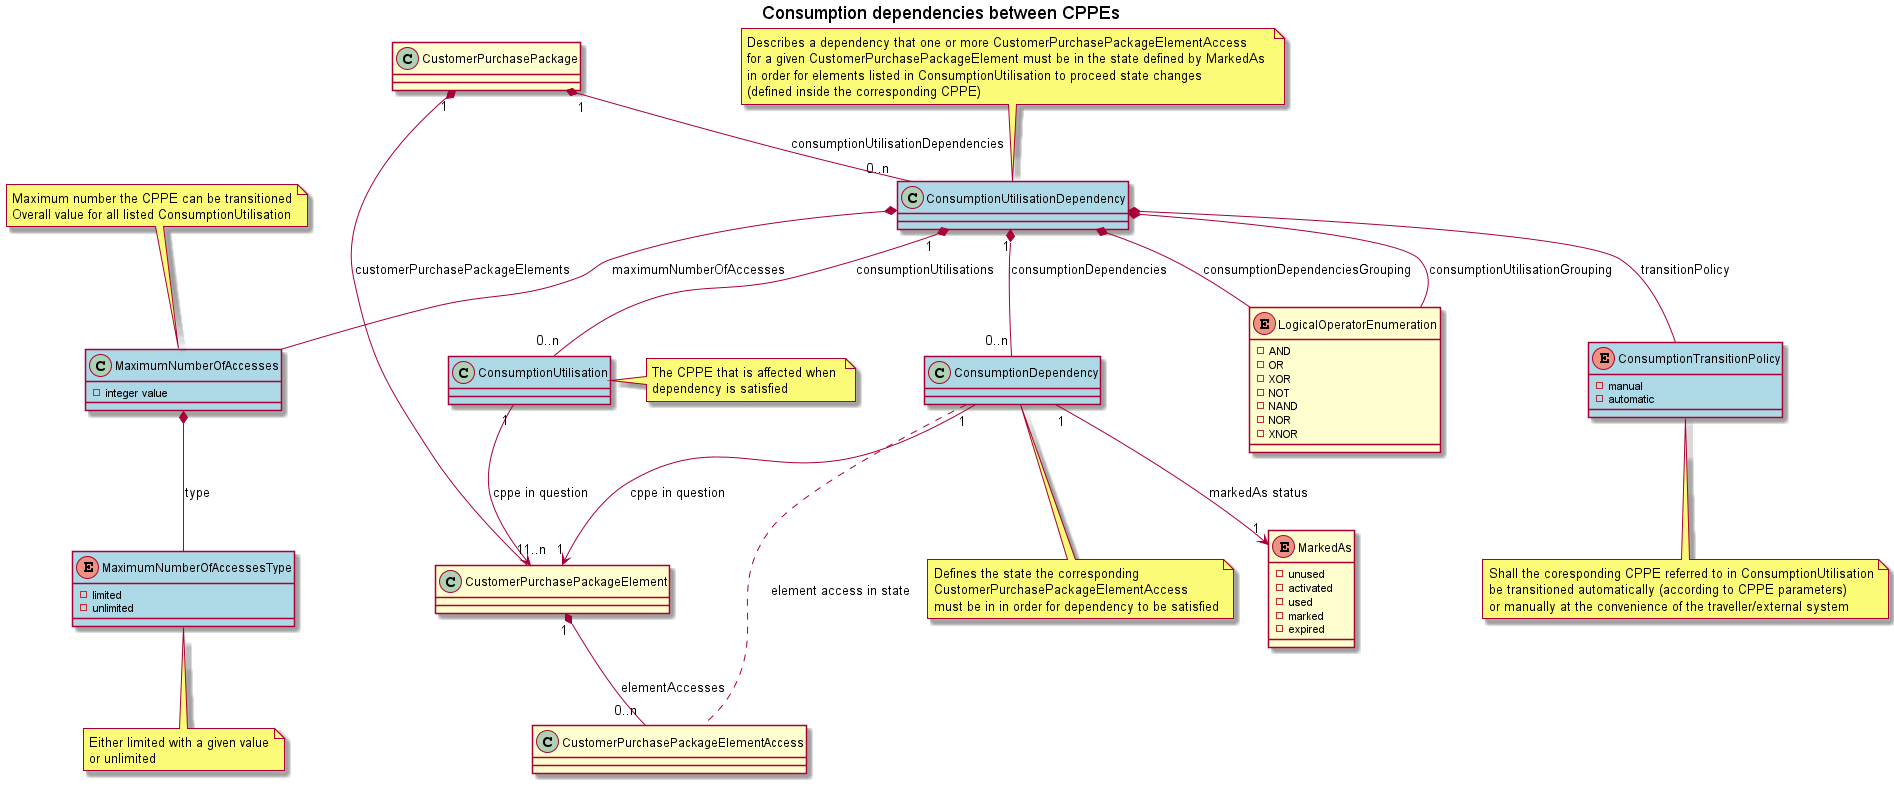 Consumption dependencies between CPPEs
Describes a dependency that one or more CustomerPurchasePackageElementAccess
for a given CustomerPurchasePackageElement must be in the state defined by MarkedAs
in order for elements listed in ConsumptionUtilisation to proceed state changes
(defined inside the corresponding CPPE)
C CustomerPurchasePackage
1
1
consumptionUtilisationDependencies
0..n
Maximum number the CPPE can be transitioned
Overall value for all listed ConsumptionUtilisation
C ConsumptionUtilisationDependency
1
1
customerPurchasePackageElements
maximumNumberOfAccesses
consumptionUtilisations
consumptionDependencies
consumptionDependenciesGrouping
consumptionUtilisationGrouping
transitionPolicy
0..n
0..n
C MaximumNumberOfAccesses
integer value
C ConsumptionUtilisation
The CPPE that is affected when
dependency is satisfied
C ConsumptionDependency
E LogicalOperatorEnumeration
AND
OR
XOR
NOT
NAND
NOR
XNOR
E ConsumptionTransitionPolicy
manual
automatic
1
1
1
type
cppe in question
cppe in question
markedAs status
1
1
1..n
1
E MaximumNumberOfAccessesType
limited
unlimited
C CustomerPurchasePackageElement
element access in state
Defines the state the corresponding
CustomerPurchasePackageElementAccess
must be in in order for dependency to be satisfied
E MarkedAs
unused
activated
used
marked
expired
Shall the coresponding CPPE referred to in ConsumptionUtilisation
be transitioned automatically (according to CPPE parameters)
or manually at the convenience of the traveller/external system
1
elementAccesses
0..n
Either limited with a given value
or unlimited
C CustomerPurchasePackageElementAccess